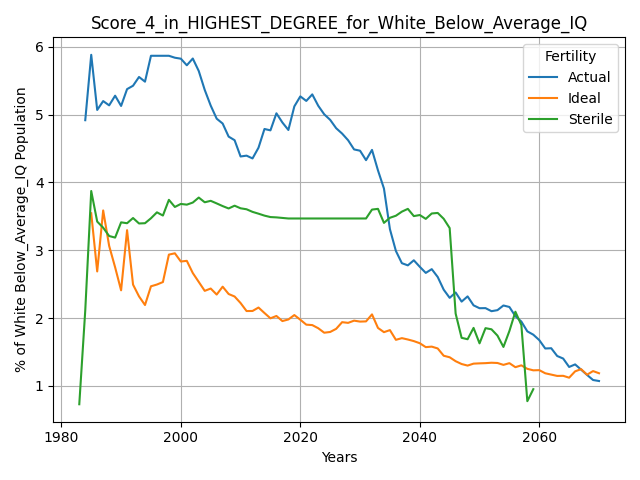 Score_4_in_HIGHEST_DEGREE_for_White_Below_Average_IQ
% of White Below_Average_IQ Population
6
5
4
3
2
1
Fertility
Actual
Ideal
Sterile
1980 2000 2020 2040 2060
Years